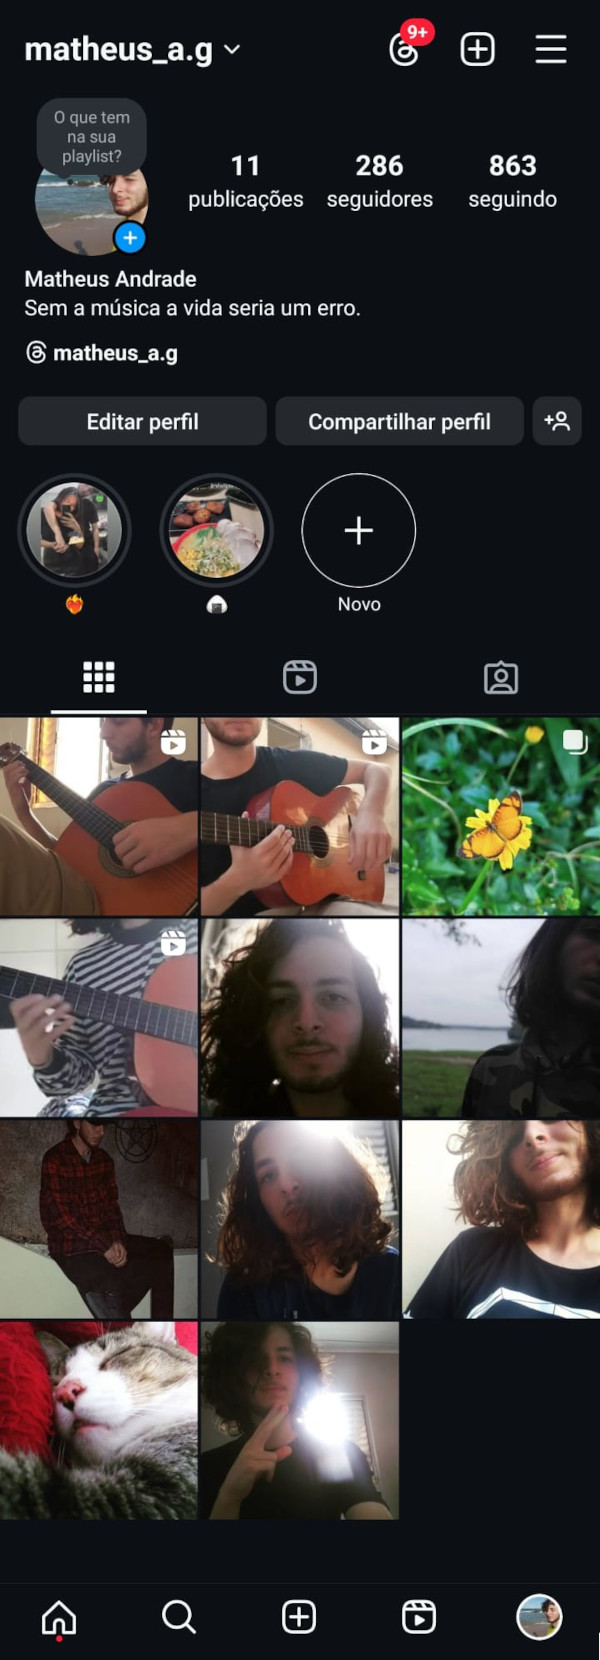 matheus_a.g
9+
O que tem
na sua
playlist?
11
publicações
286
seguidores
863
seguindo
Matheus Andrade
Sem a música a vida seria um erro.
matheus_a.g
Editar perfil
Compartilhar perfil
Novo